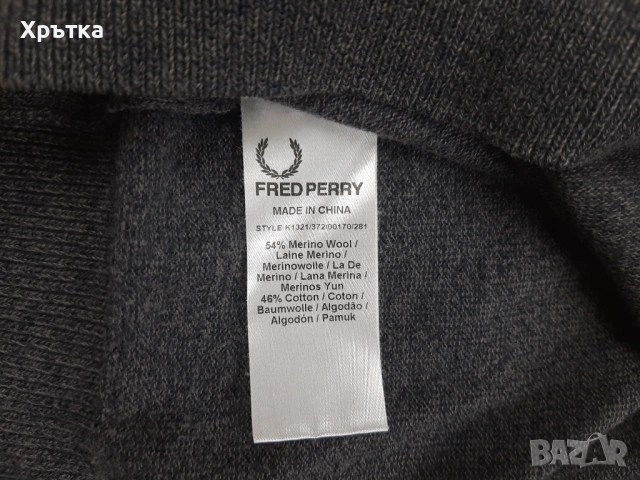 Хрътка
FRED PERRY
MADE IN CHINA
STYLE: K1321/372/00170/281
54% Merino Wool /
Laine Merino /
Merinowolle / La De
Merino / Lana Merina /
Merinos Yun
46% Cotton / Coton /
Baumwolle / Algodão /
Algodón / Pamuk
BAZAR